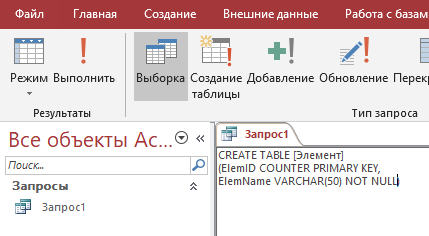 Файл Главная Создание Внешние данные Работа с базам
Режим Выполнить Выборка Создание таблицы Добавление Обновление Перекр
Результаты Тип запроса
Все объекты Ac...
Поиск...
Запросы
Запрос1
Запрос1
CREATE TABLE [Элемент]
(ElemID COUNTER PRIMARY KEY,
ElemName VARCHAR(50) NOT NULL)